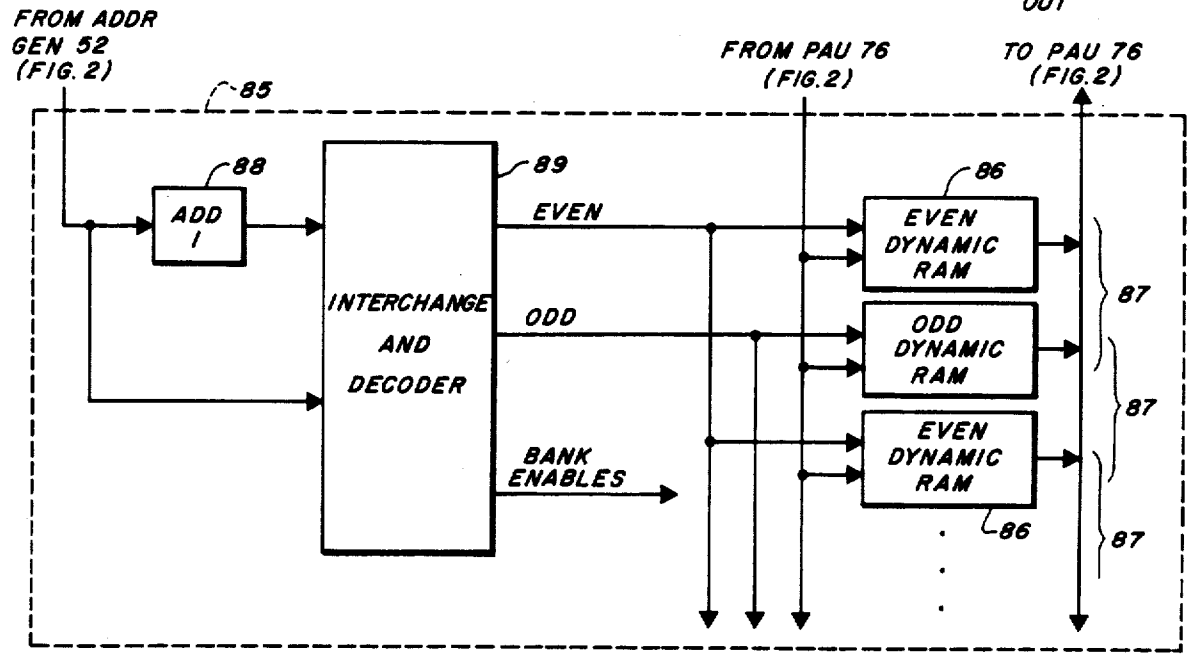 OUT
FROM ADDR
GEN 52
(FIG. 2)
FROM PAU 76
(FIG.2)
TO PAU 76
(FIG.2)
85
88
ADD
1
89
INTERCHANGE
AND
DECODER
EVEN
ODD
BANK
ENABLES
86
EVEN
DYNAMIC
RAM
87
ODD
DYNAMIC
RAM
87
EVEN
DYNAMIC
RAM
86
87